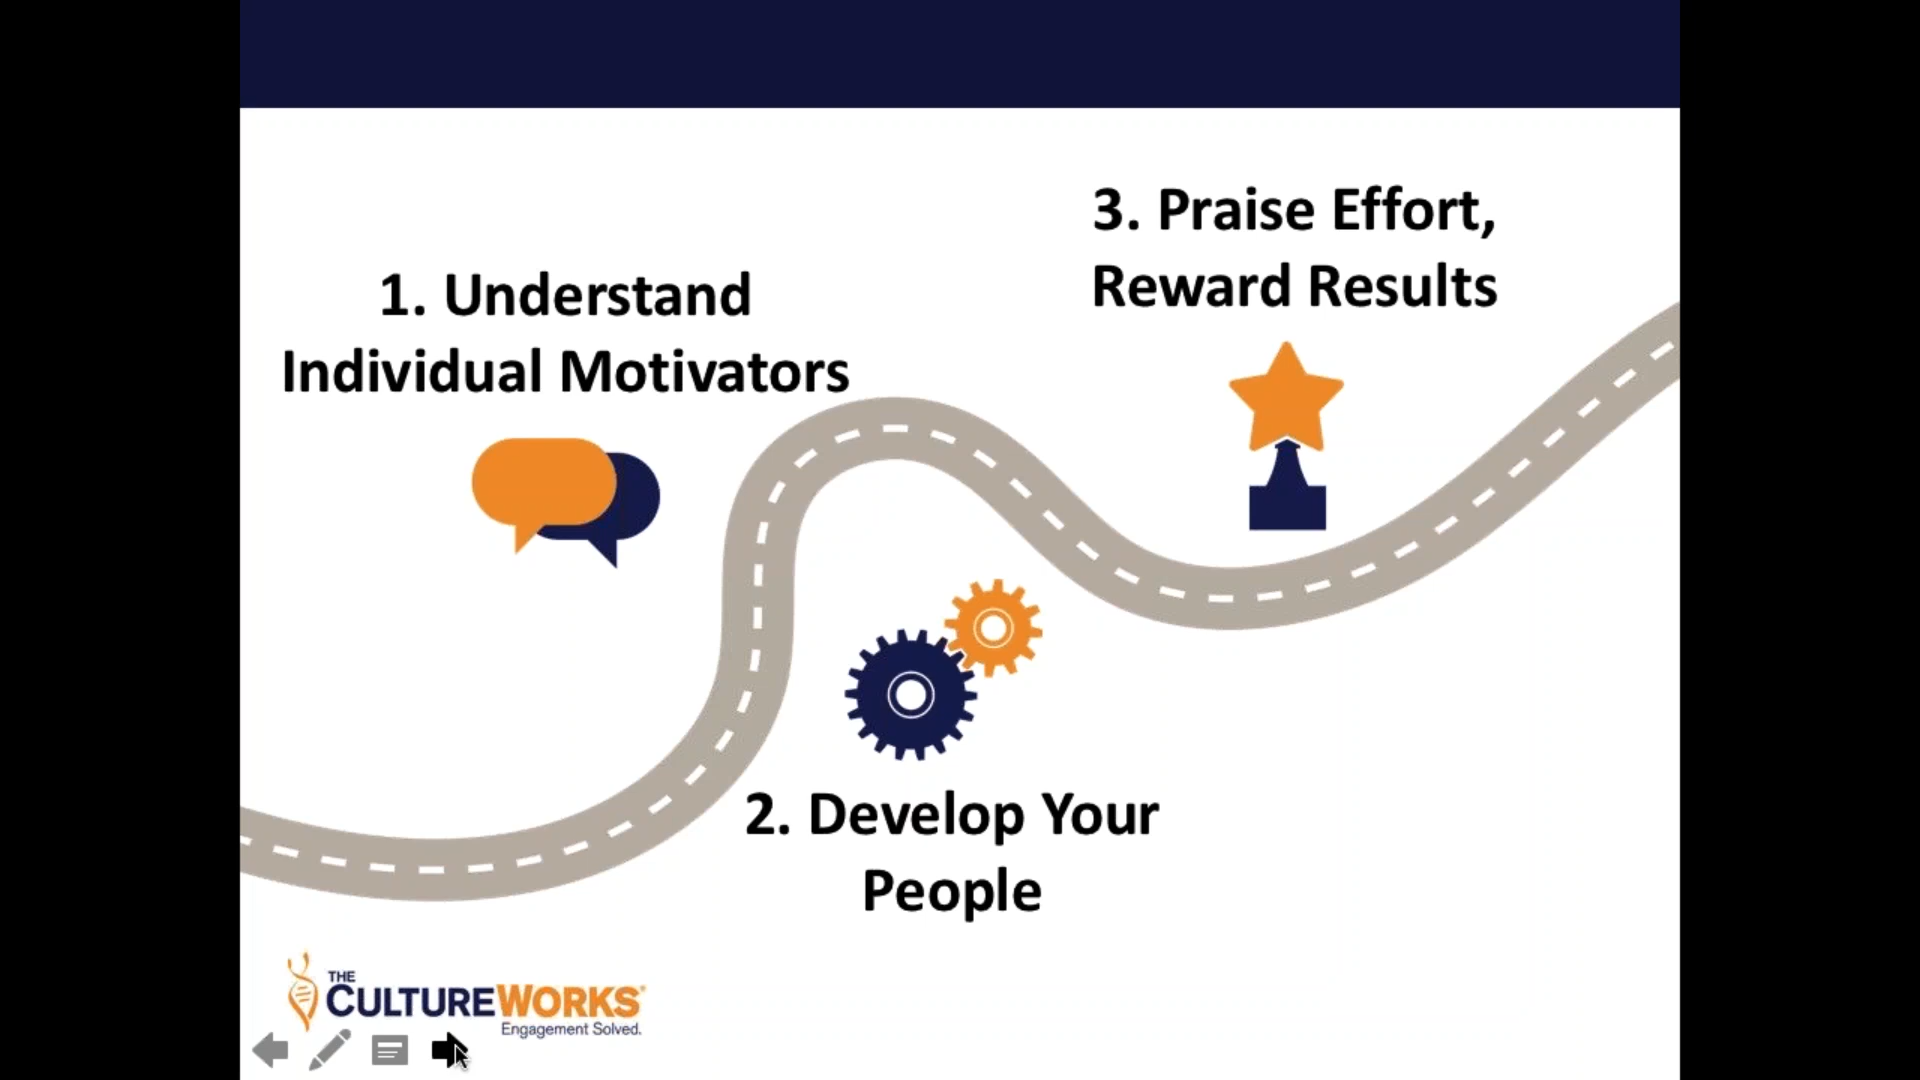 1. Understand
Individual Motivators
2. Develop Your
People
3. Praise Effort,
Reward Results
THE
CULTUREWORKS®
Engagement Solved.